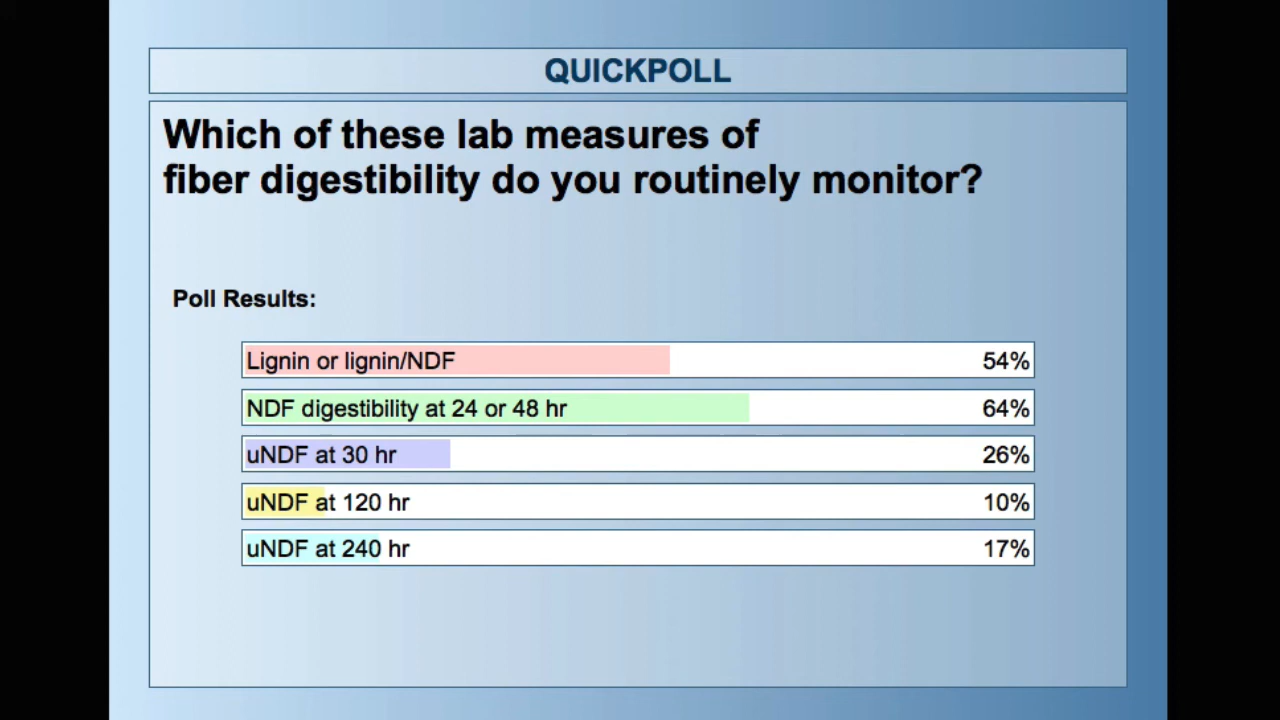 QUICKPOLL
Which of these lab measures of
fiber digestibility do you routinely monitor?
Poll Results:
Lignin or lignin/NDF 54%
NDF digestibility at 24 or 48 hr 64%
uNDF at 30 hr 26%
uNDF at 120 hr 10%
uNDF at 240 hr 17%